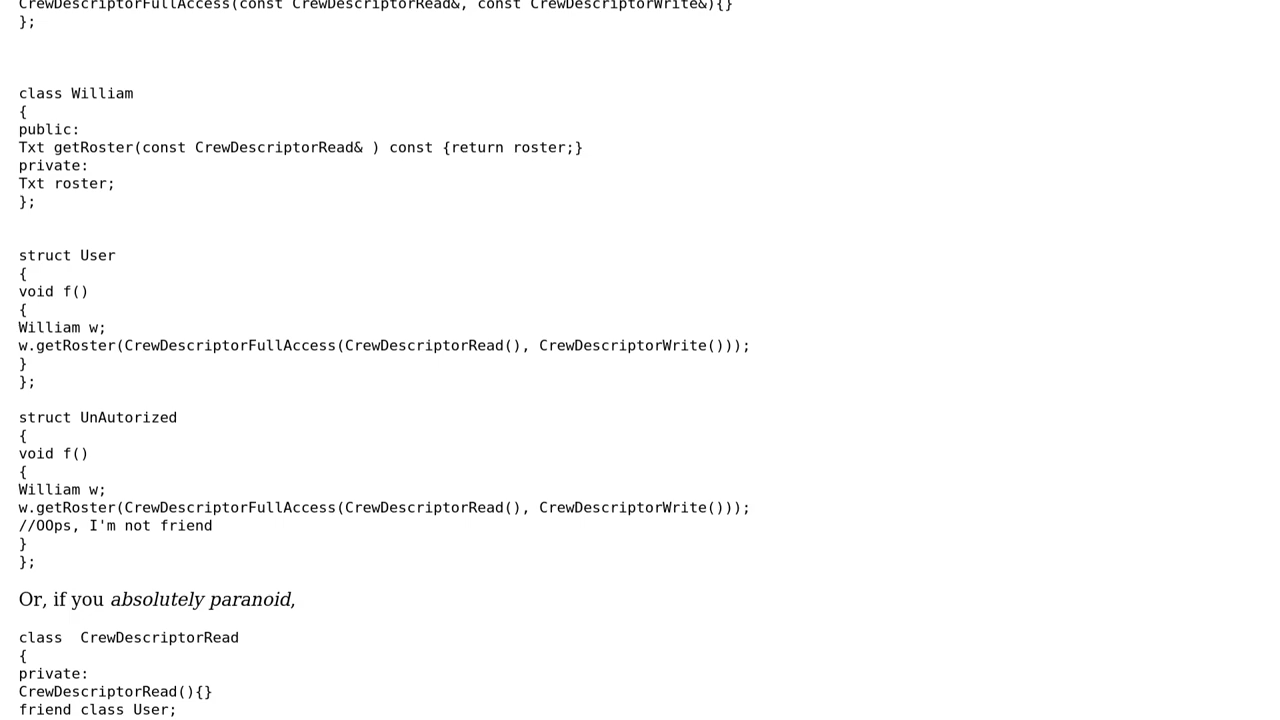 CrewDescriptorFullAccess(const CrewDescriptorRead&, const CrewDescriptorWrite&){}
};
class William
{
public:
Txt getRoster(const CrewDescriptorRead& ) const {return roster;}
private:
Txt roster;
};
struct User
{
void f()
{
William w;
w.getRoster(CrewDescriptorFullAccess(CrewDescriptorRead(), CrewDescriptorWrite()));
}
};
struct UnAutorized
{
void f()
{
William w;
w.getRoster(CrewDescriptorFullAccess(CrewDescriptorRead(), CrewDescriptorWrite()));
//OOps, I'm not friend
}
};
Or, if you absolutely paranoid,
class  CrewDescriptorRead
{
private:
CrewDescriptorRead(){}
friend class User;